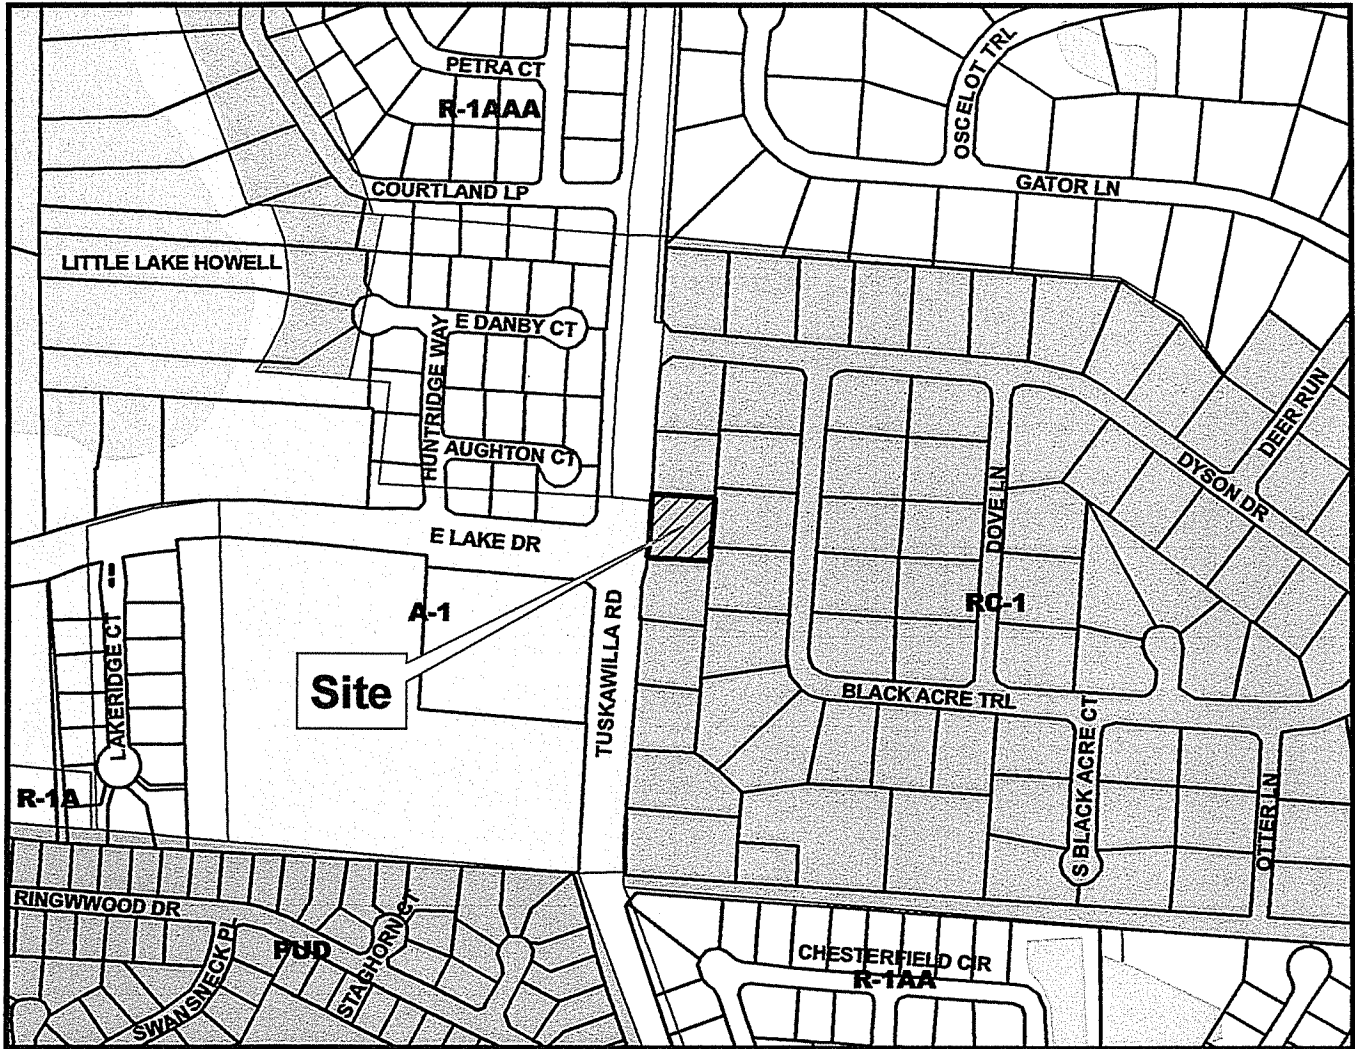 PETRA CT
R-1AAA
OSCELOT TRL
COURTLAND LP
GATOR LN
LITTLE LAKE HOWELL
E DANBY CT
HUNTRIDGE WAY
AUGHTON CT
DEER RUN
DYSON DR
DOVE LN
E LAKE DR
A-1
RC-1
TUSKAWILLA RD
LAKERIDGE CT
Site
BLACK ACRE TRL
S BLACK ACRE CT
OTTER LN
R-1A
RINGWWOOD DR
PUD
STAGHORN CT
SWANSNECK PL
CHESTERFIELD CIR
R-1AA